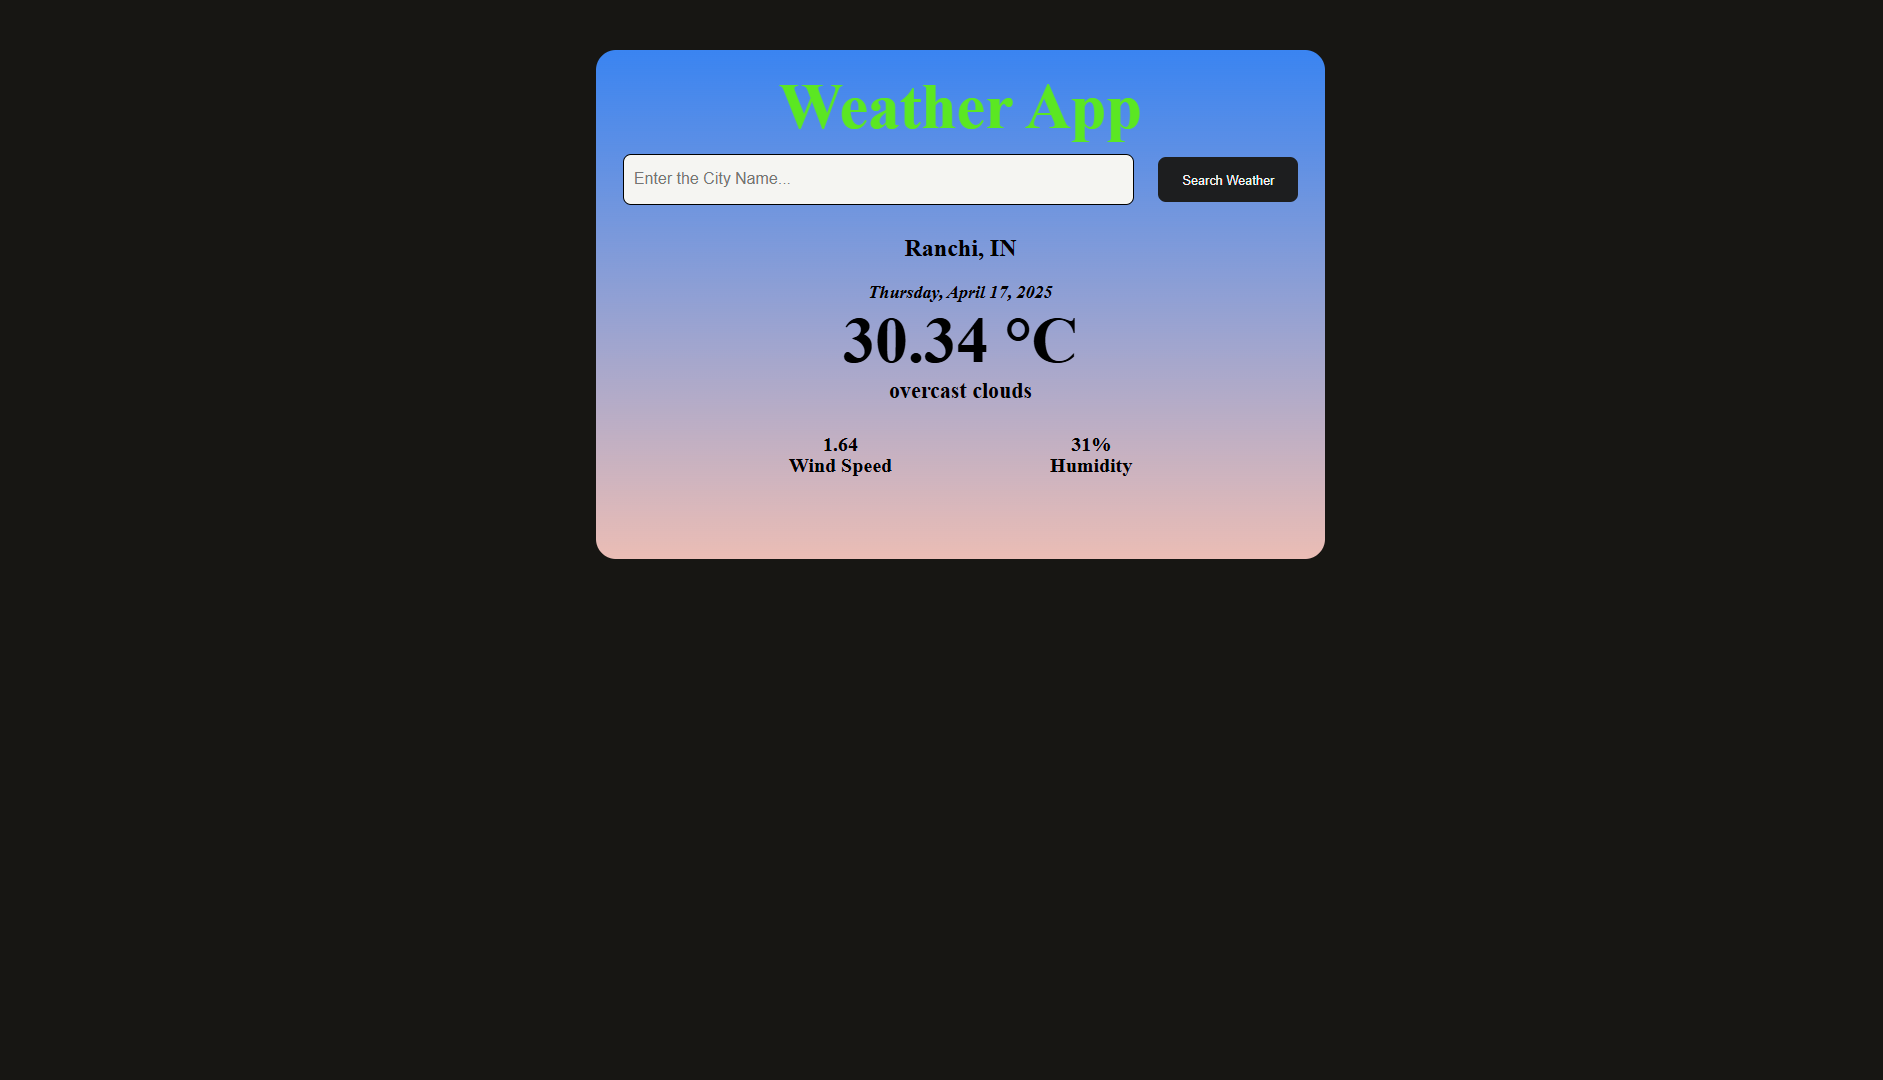 Weather App
Enter the City Name...
Search Weather
Ranchi, IN
Thursday, April 17, 2025
30.34 °C
overcast clouds
1.64
Wind Speed
31%
Humidity